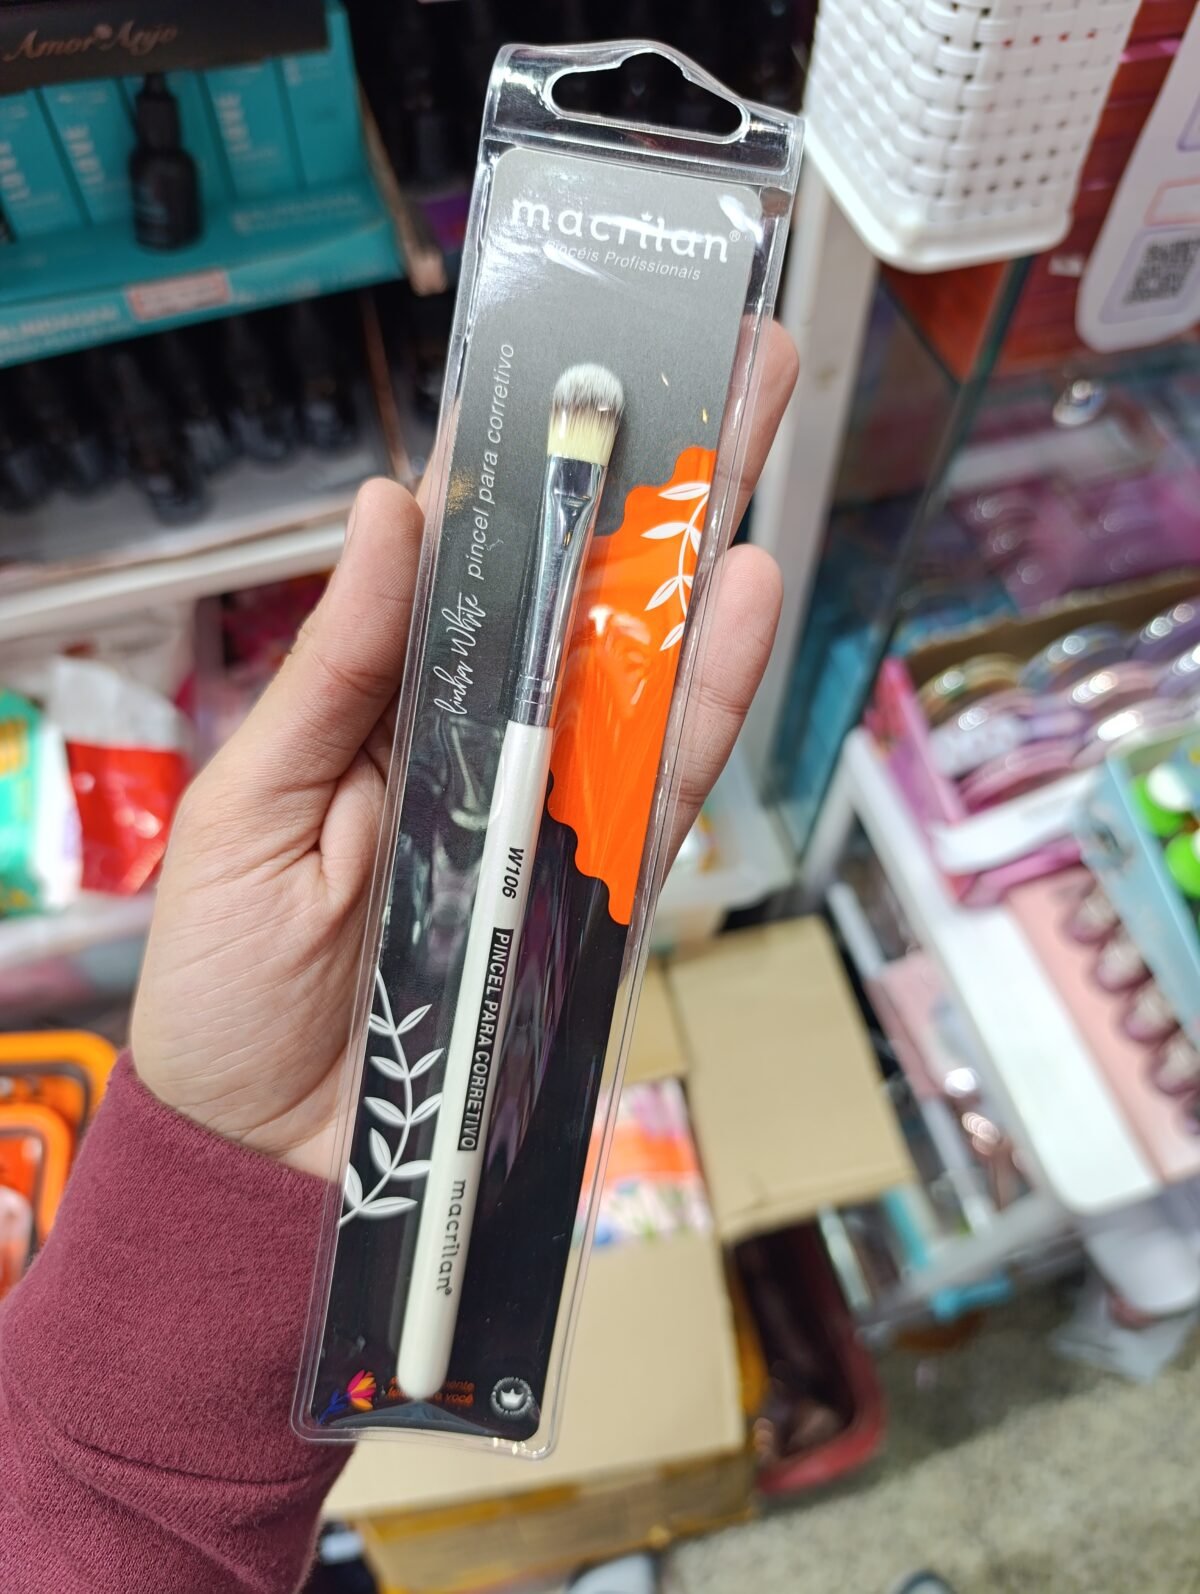 Amor Anjo
macrilan®
Pincéis Profissionais
linha White pincel para corretivo
W106
PINCEL PARA CORRETIVO
macrilan®